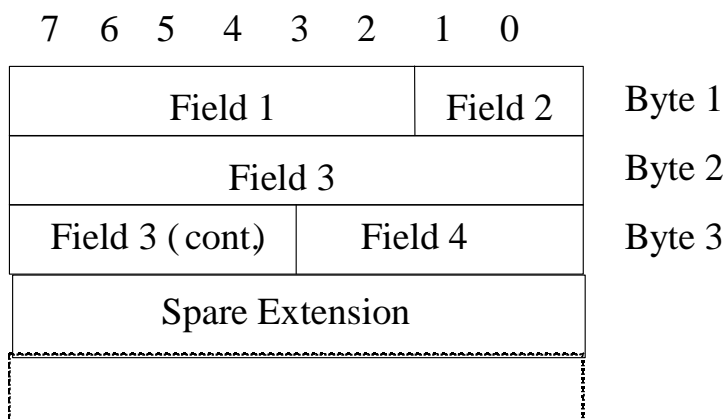 7 6 5 4 3 2 1 0
Field 1 Field 2 Byte 1
Field 3 Byte 2
Field 3 (cont.) Field 4 Byte 3
Spare Extension